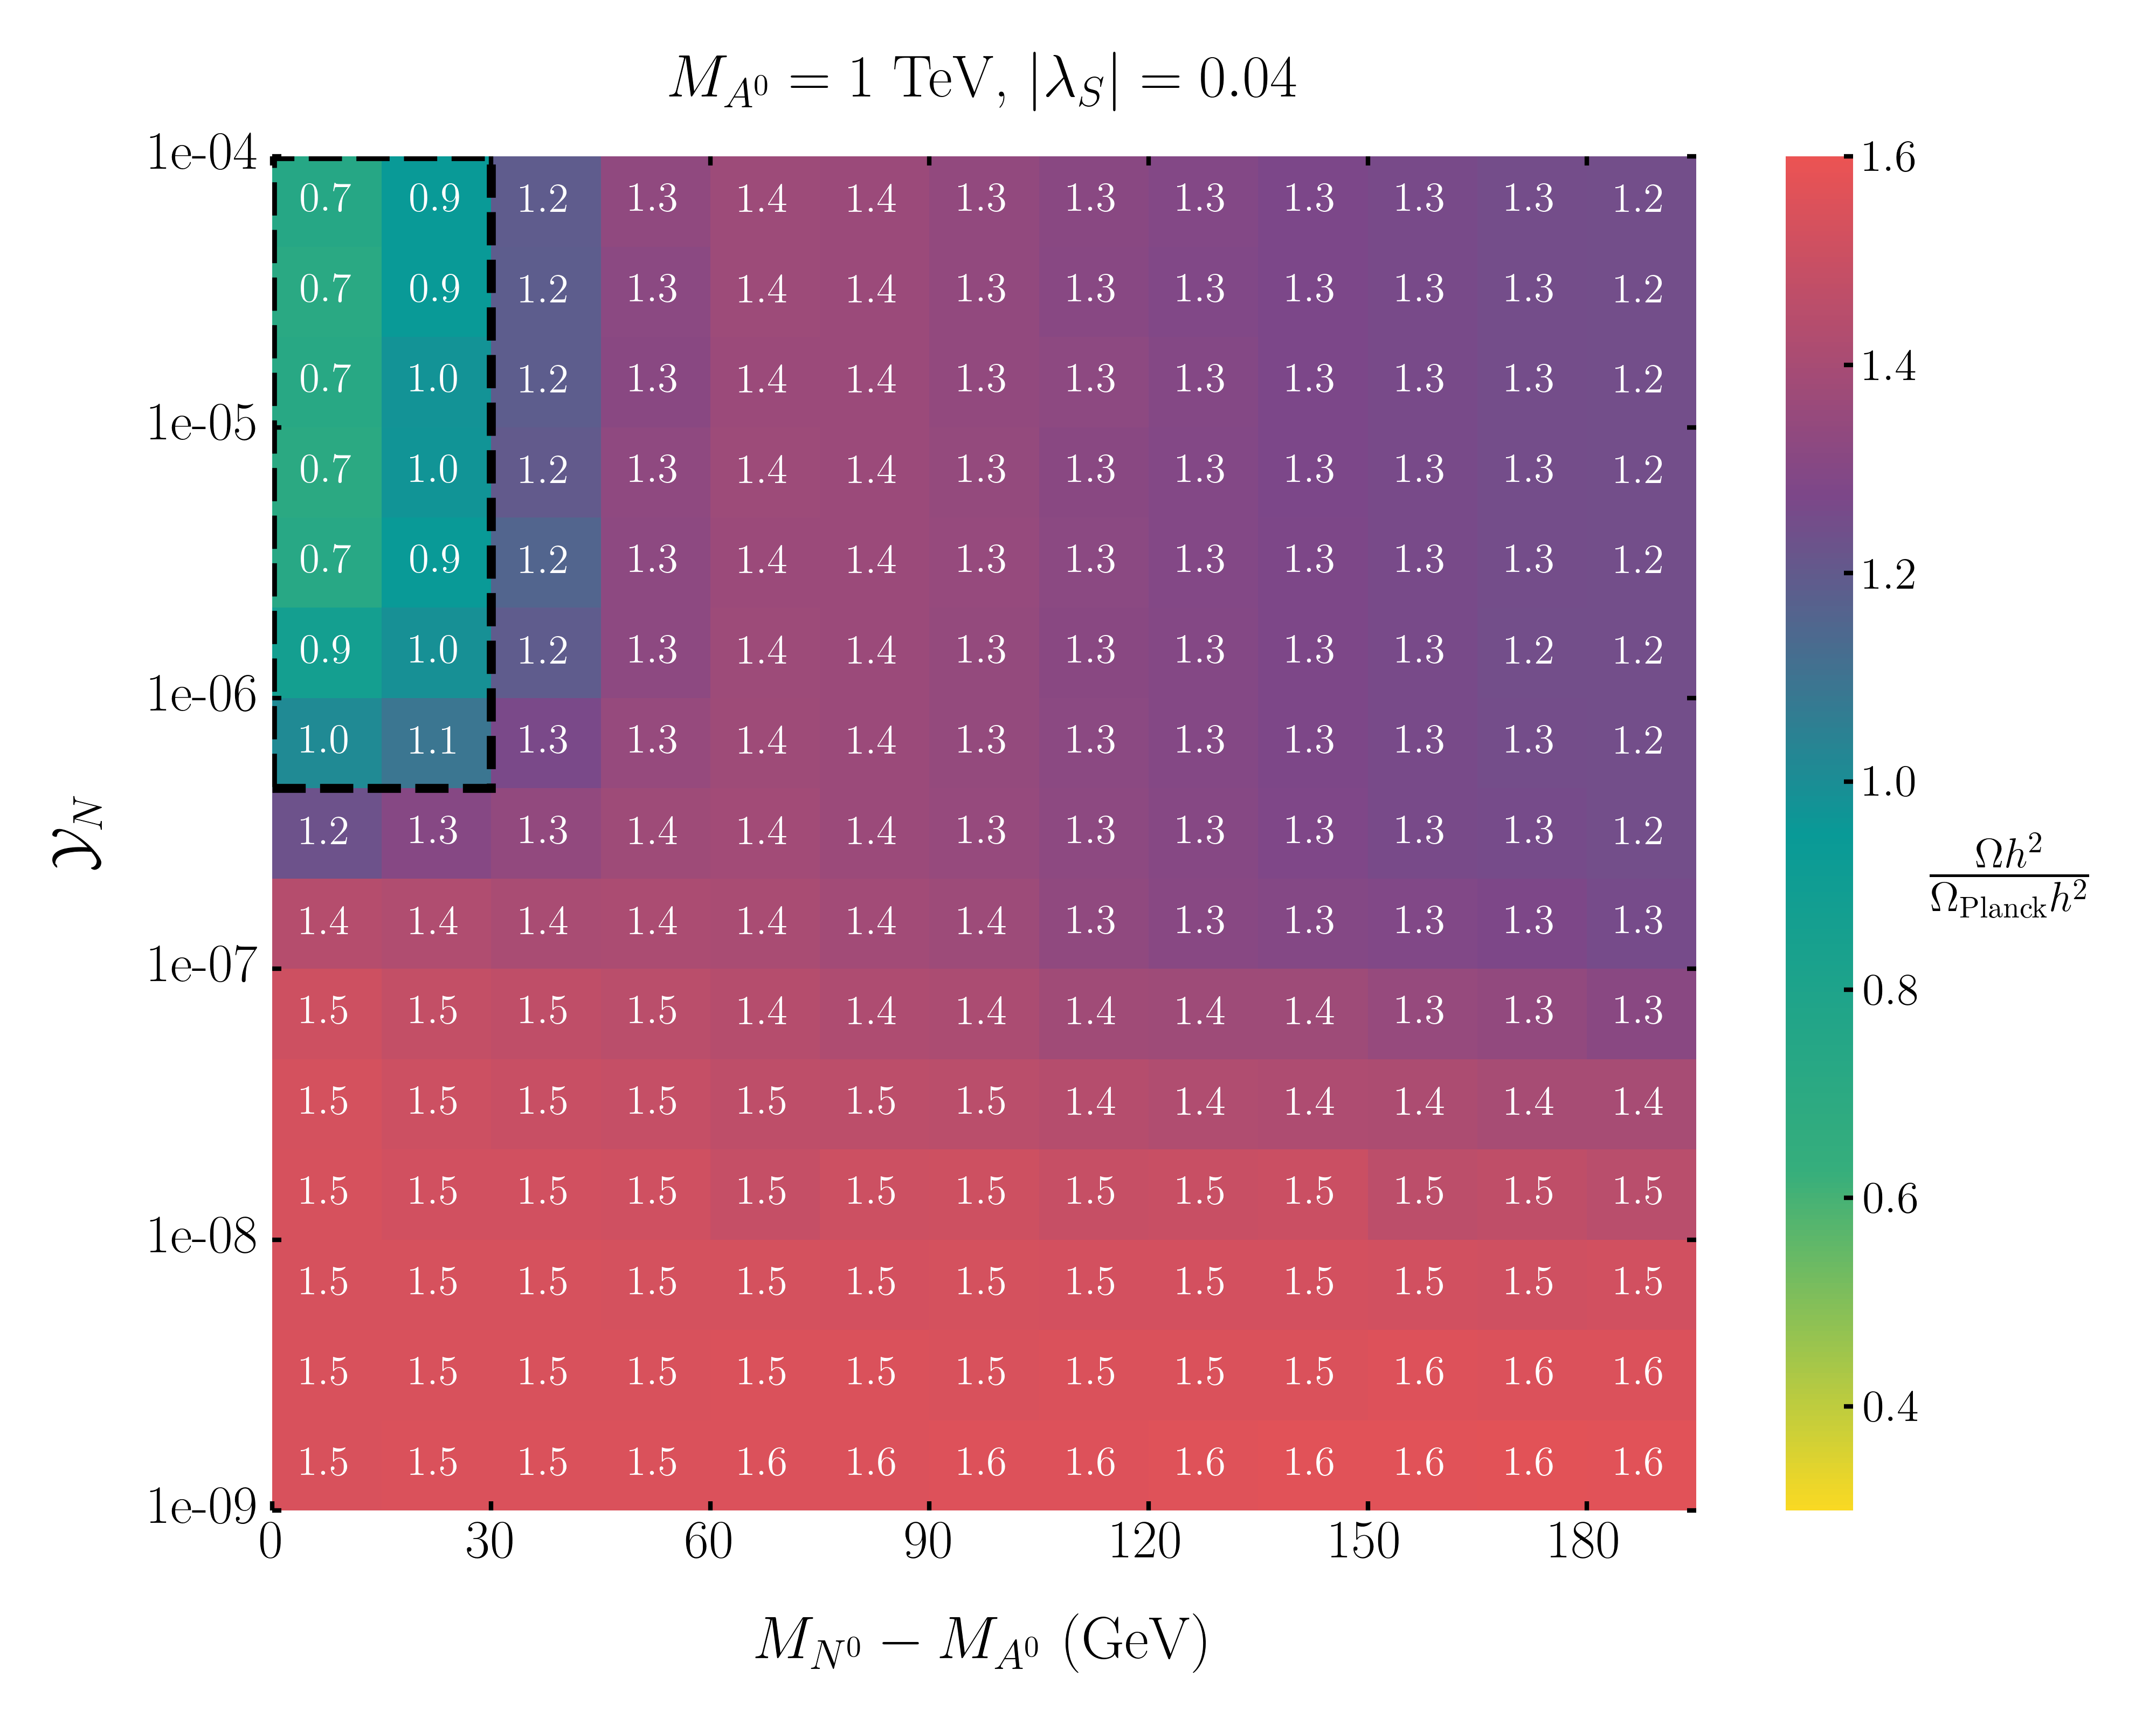 M_{A^0} = 1 TeV, |λ_S| = 0.04
1e-04
0.7 0.9 1.2 1.3 1.4 1.4 1.3 1.3 1.3 1.3 1.3 1.3 1.2
0.7 0.9 1.2 1.3 1.4 1.4 1.3 1.3 1.3 1.3 1.3 1.3 1.2
0.7 1.0 1.2 1.3 1.4 1.4 1.3 1.3 1.3 1.3 1.3 1.3 1.2
1e-05
0.7 1.0 1.2 1.3 1.4 1.4 1.3 1.3 1.3 1.3 1.3 1.3 1.2
0.7 0.9 1.2 1.3 1.4 1.4 1.3 1.3 1.3 1.3 1.3 1.3 1.2
0.9 1.0 1.2 1.3 1.4 1.4 1.3 1.3 1.3 1.3 1.3 1.2 1.2
1e-06
1.0 1.1 1.3 1.3 1.4 1.4 1.3 1.3 1.3 1.3 1.3 1.3 1.2
1.2 1.3 1.3 1.4 1.4 1.4 1.3 1.3 1.3 1.3 1.3 1.3 1.2
1.4 1.4 1.4 1.4 1.4 1.4 1.4 1.3 1.3 1.3 1.3 1.3 1.3
1e-07
1.5 1.5 1.5 1.5 1.4 1.4 1.4 1.4 1.4 1.4 1.3 1.3 1.3
1.5 1.5 1.5 1.5 1.5 1.5 1.5 1.4 1.4 1.4 1.4 1.4 1.4
1.5 1.5 1.5 1.5 1.5 1.5 1.5 1.5 1.5 1.5 1.5 1.5 1.5
1e-08
1.5 1.5 1.5 1.5 1.5 1.5 1.5 1.5 1.5 1.5 1.5 1.5 1.5
1.5 1.5 1.5 1.5 1.5 1.5 1.5 1.5 1.5 1.5 1.6 1.6 1.6
1.5 1.5 1.5 1.5 1.6 1.6 1.6 1.6 1.6 1.6 1.6 1.6 1.6
1e-09
0 30 60 90 120 150 180
M_{N^0} − M_{A^0} (GeV)
𝒴_N
1.6
1.4
1.2
1.0
0.8
0.6
0.4
Ωh²
Ω_Planck h²